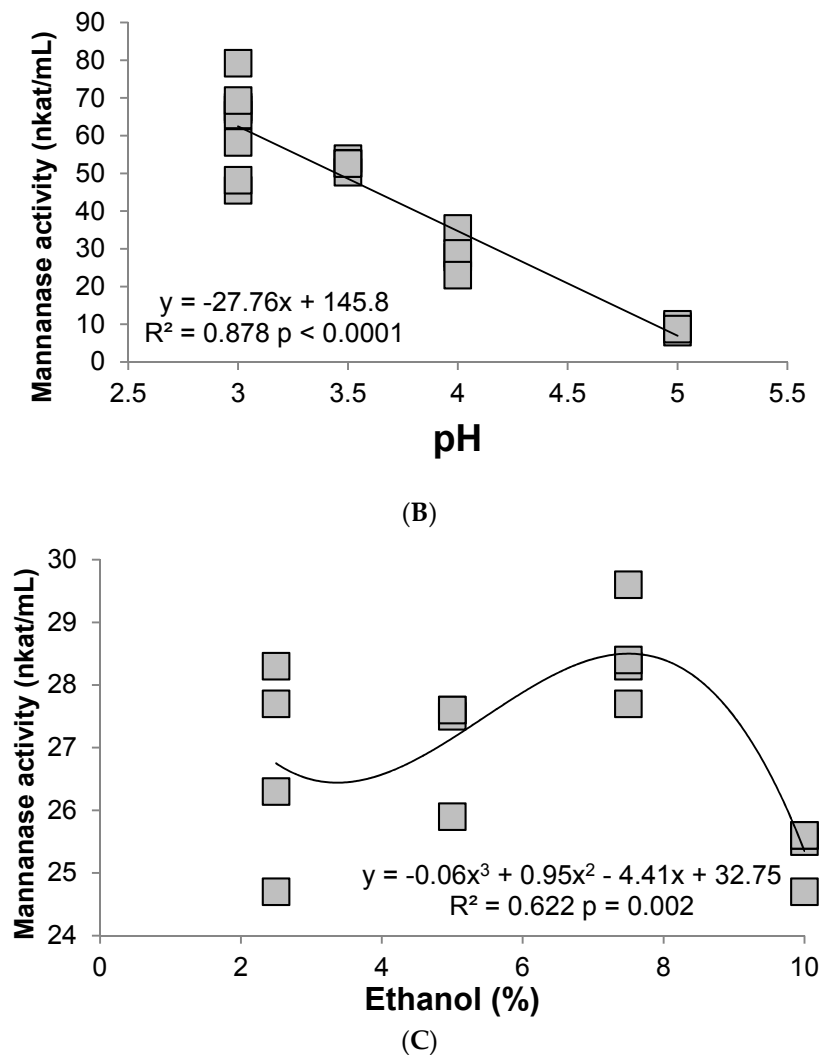 Mannanase activity (nkat/mL)
90
80
70
60
50
40
30
20
10
0
y = -27.76x + 145.8
R² = 0.878 p < 0.0001
2.5 3 3.5 4 4.5 5 5.5
pH
(B)
Mannanase activity (nkat/mL)
30
29
28
27
26
25
24
y = -0.06x³ + 0.95x² - 4.41x + 32.75
R² = 0.622 p = 0.002
0 2 4 6 8 10
Ethanol (%)
(C)